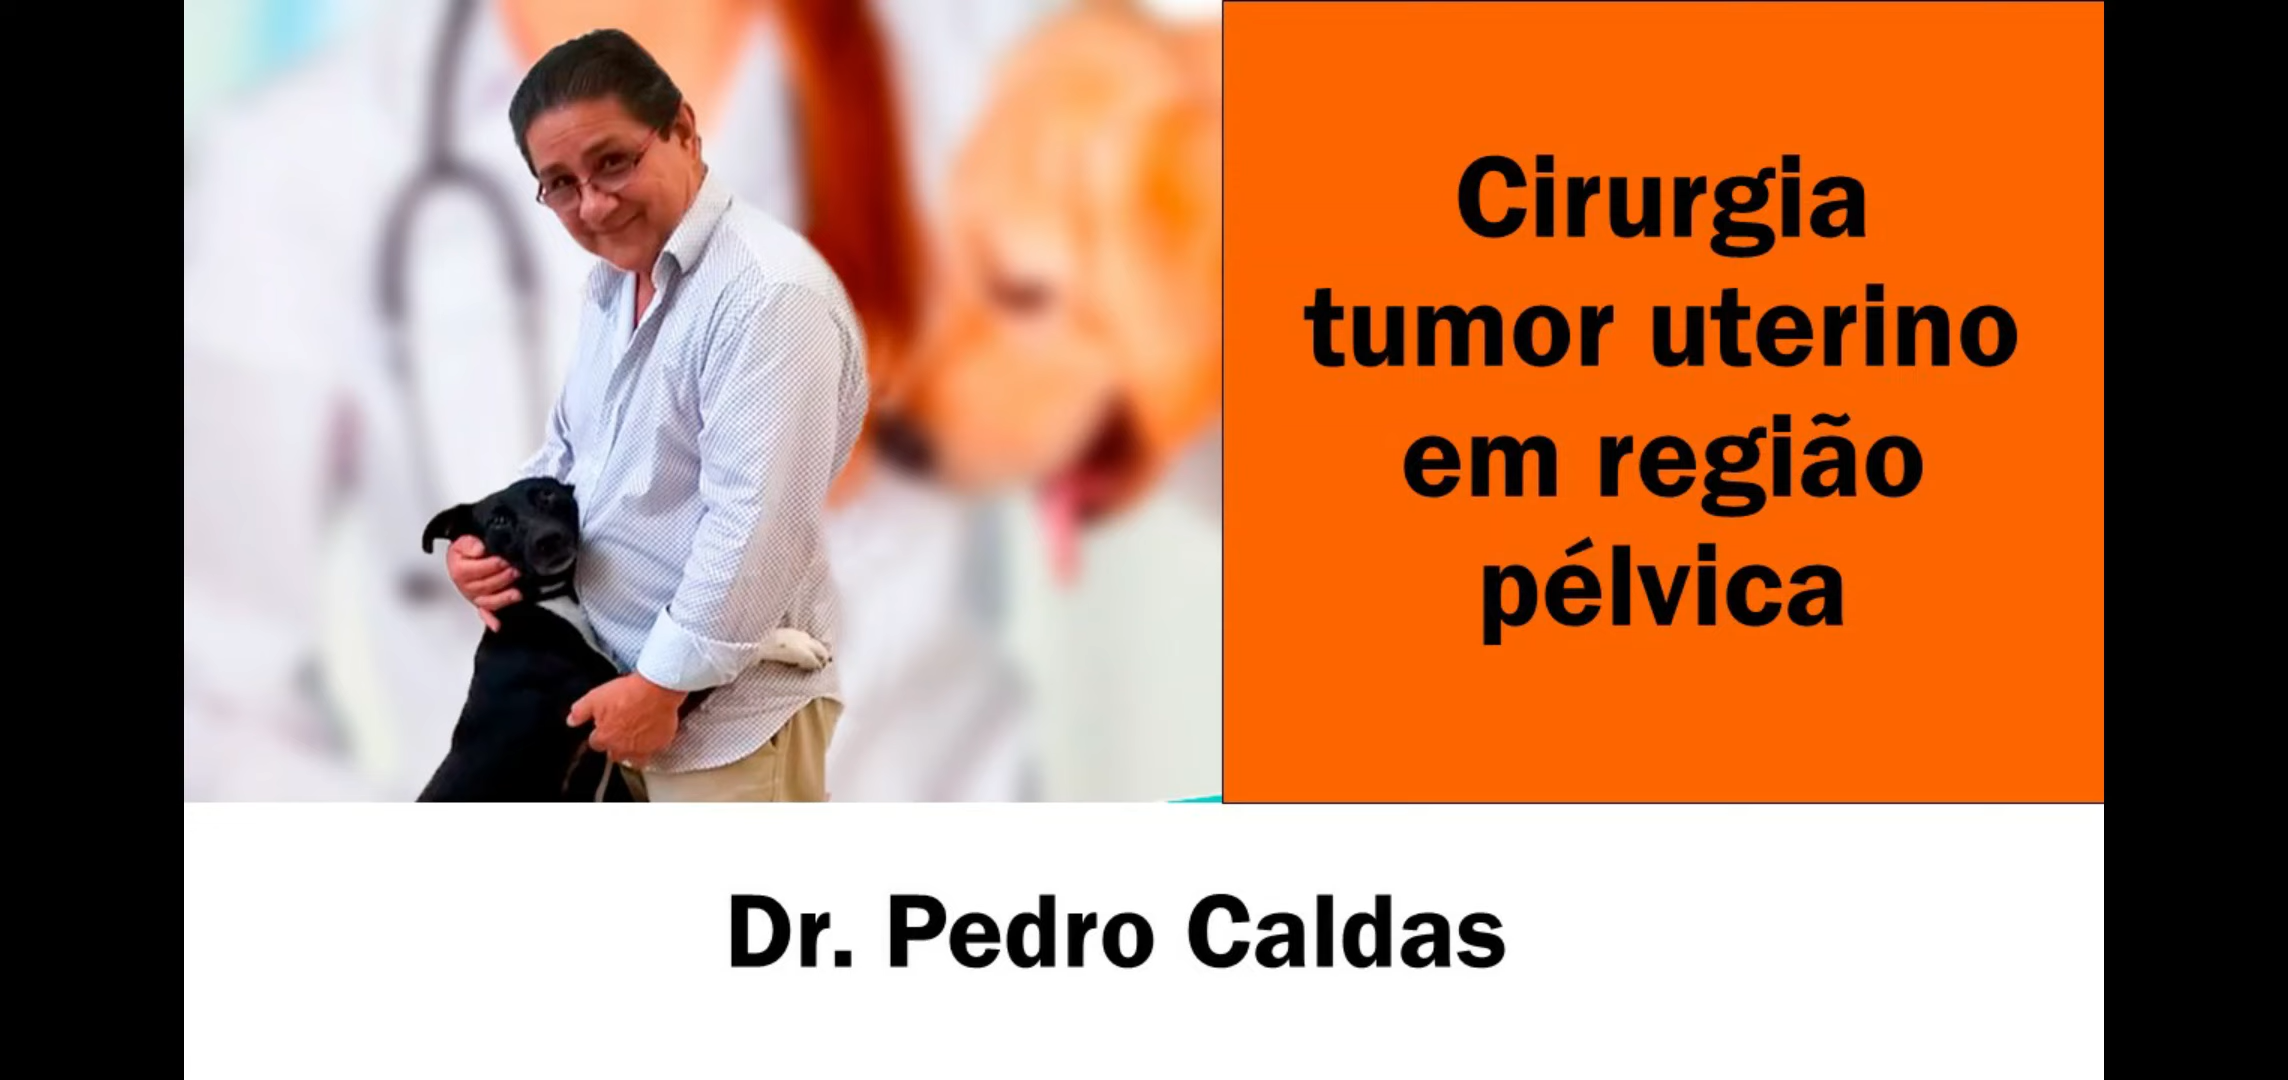 Cirurgia
tumor uterino
em região
pélvica
Dr. Pedro Caldas